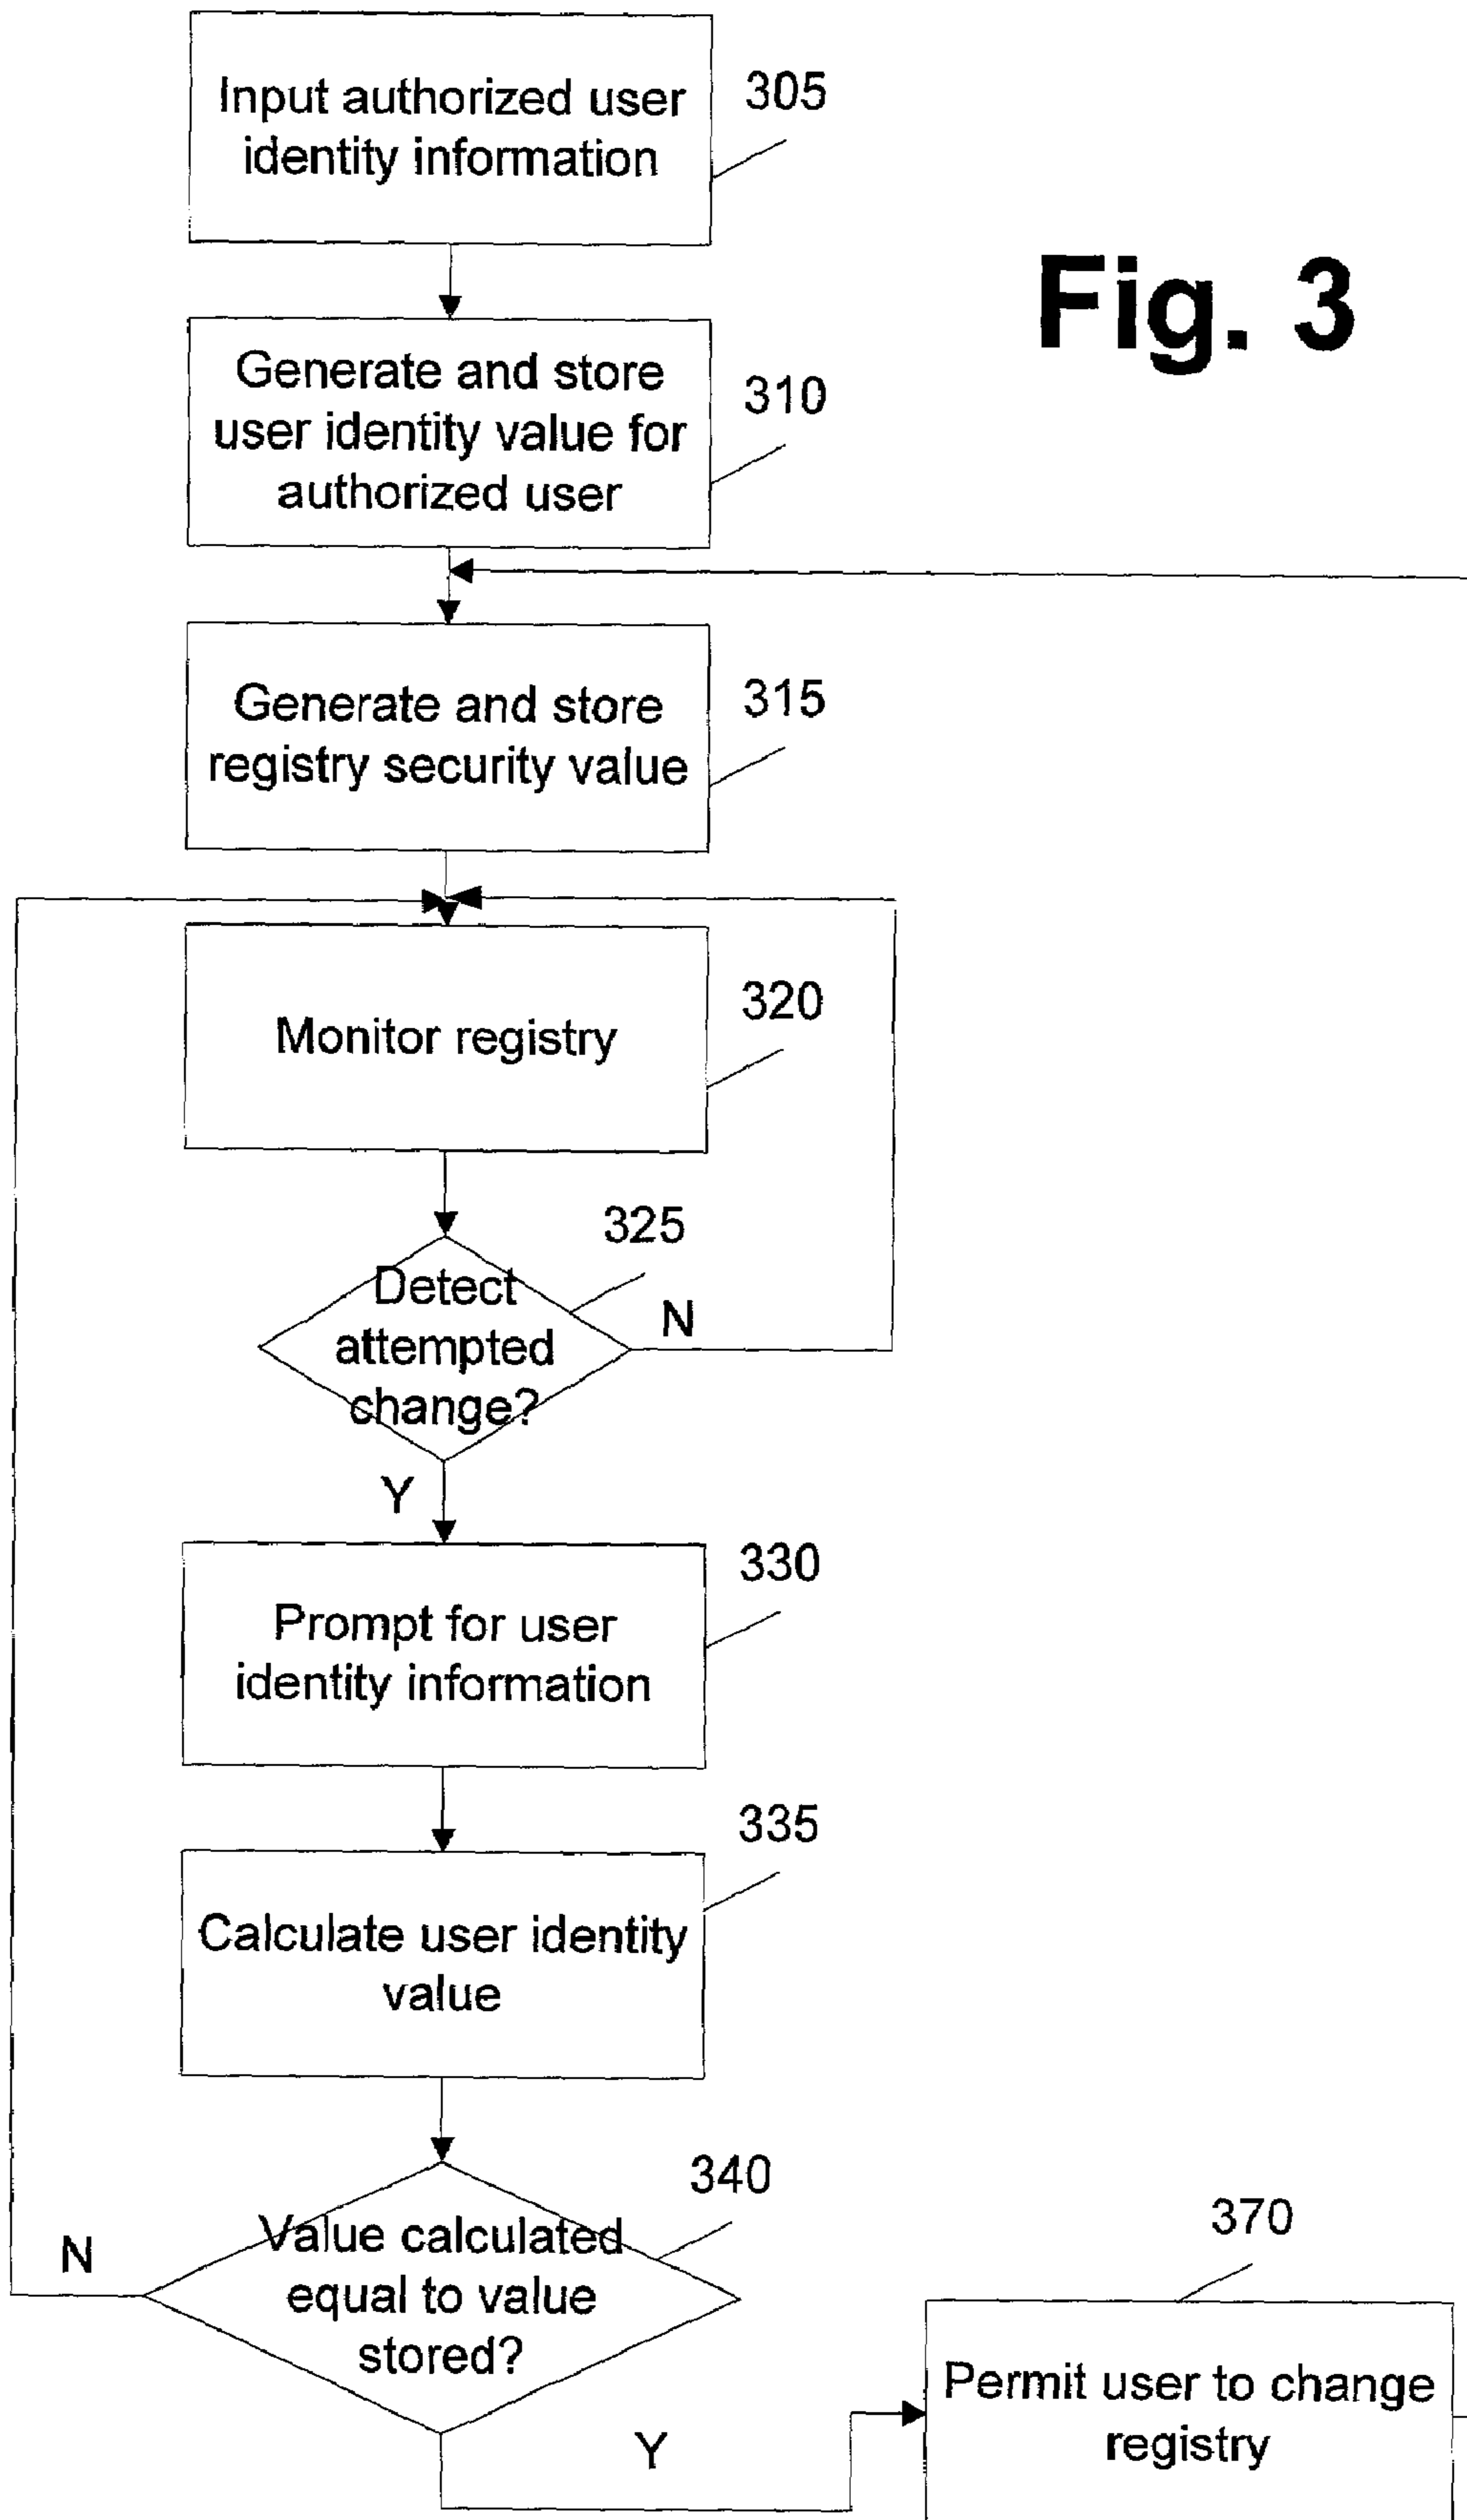 Input authorized user
identity information
305
Fig. 3
Generate and store
user identity value for
authorized user
310
Generate and store
registry security value
315
Monitor registry
320
325
Detect
attempted
change?
N
Y
Prompt for user
identity information
330
Calculate user identity
value
335
340
Value calculated
equal to value
stored?
N
Y
370
Permit user to change
registry